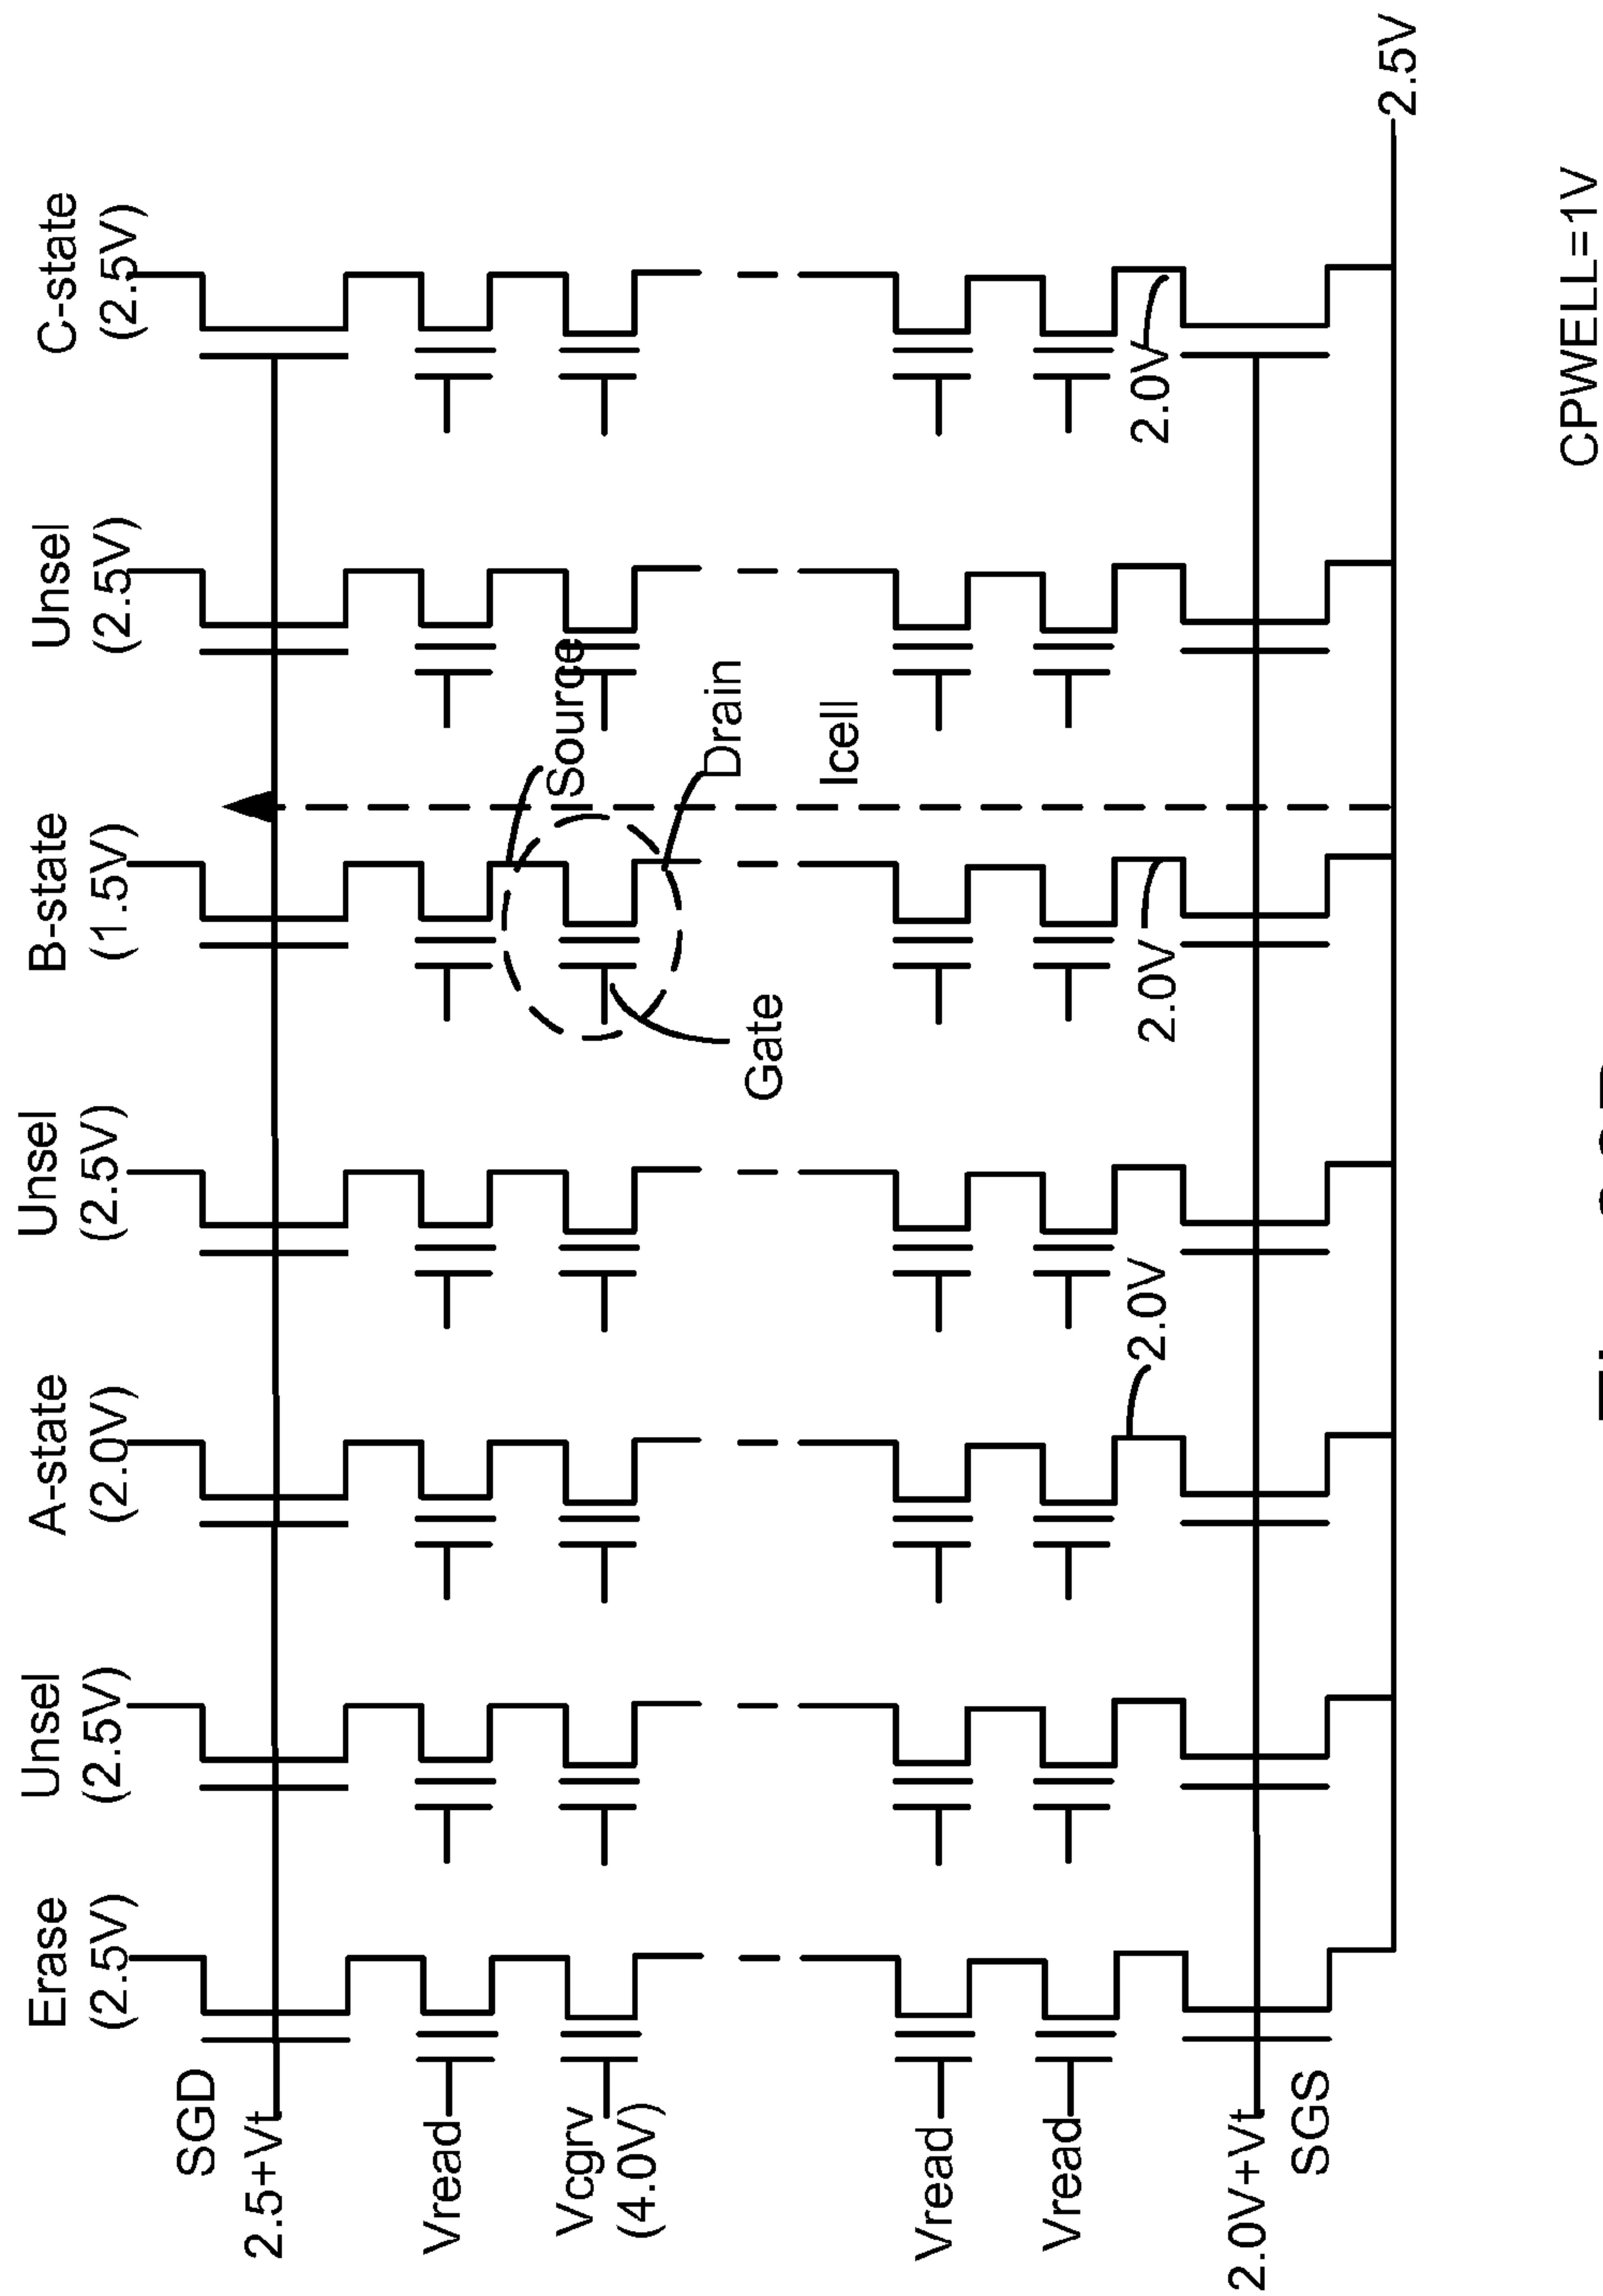 Erase
(2.5V)
Unsel
(2.5V)
A-state
(2.0V)
Unsel
(2.5V)
B-state
(1.5V)
Unsel
(2.5V)
C-state
(2.5V)
SGD
2.5+Vt
Vread
Vcgrv
(4.0V)
Source
Drain
Gate
Icell
Vread
Vread
2.0V
2.0V
2.0V
2.0V+Vt
SGS
2.5V
CPWELL=1V